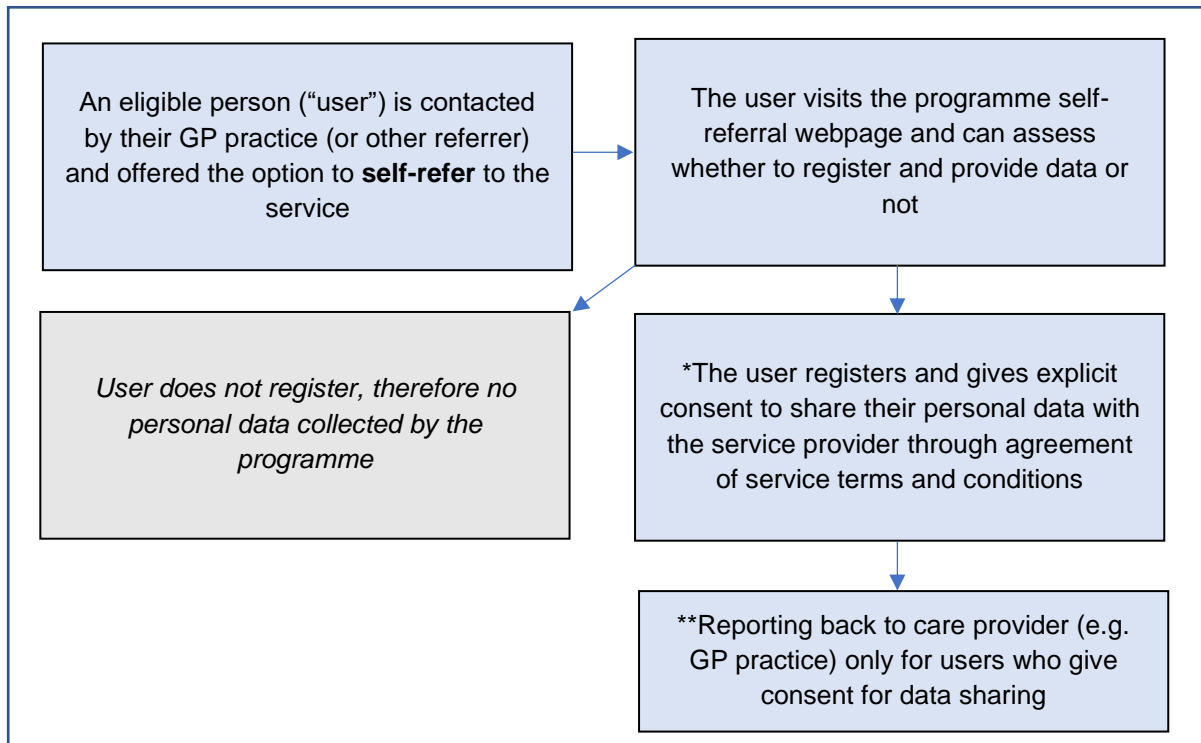 An eligible person (“user”) is contacted
by their GP practice (or other referrer)
and offered the option to self-refer to the
service
The user visits the programme self-
referral webpage and can assess
whether to register and provide data or
not
User does not register, therefore no
personal data collected by the
programme
*The user registers and gives explicit
consent to share their personal data with
the service provider through agreement
of service terms and conditions
**Reporting back to care provider (e.g.
GP practice) only for users who give
consent for data sharing